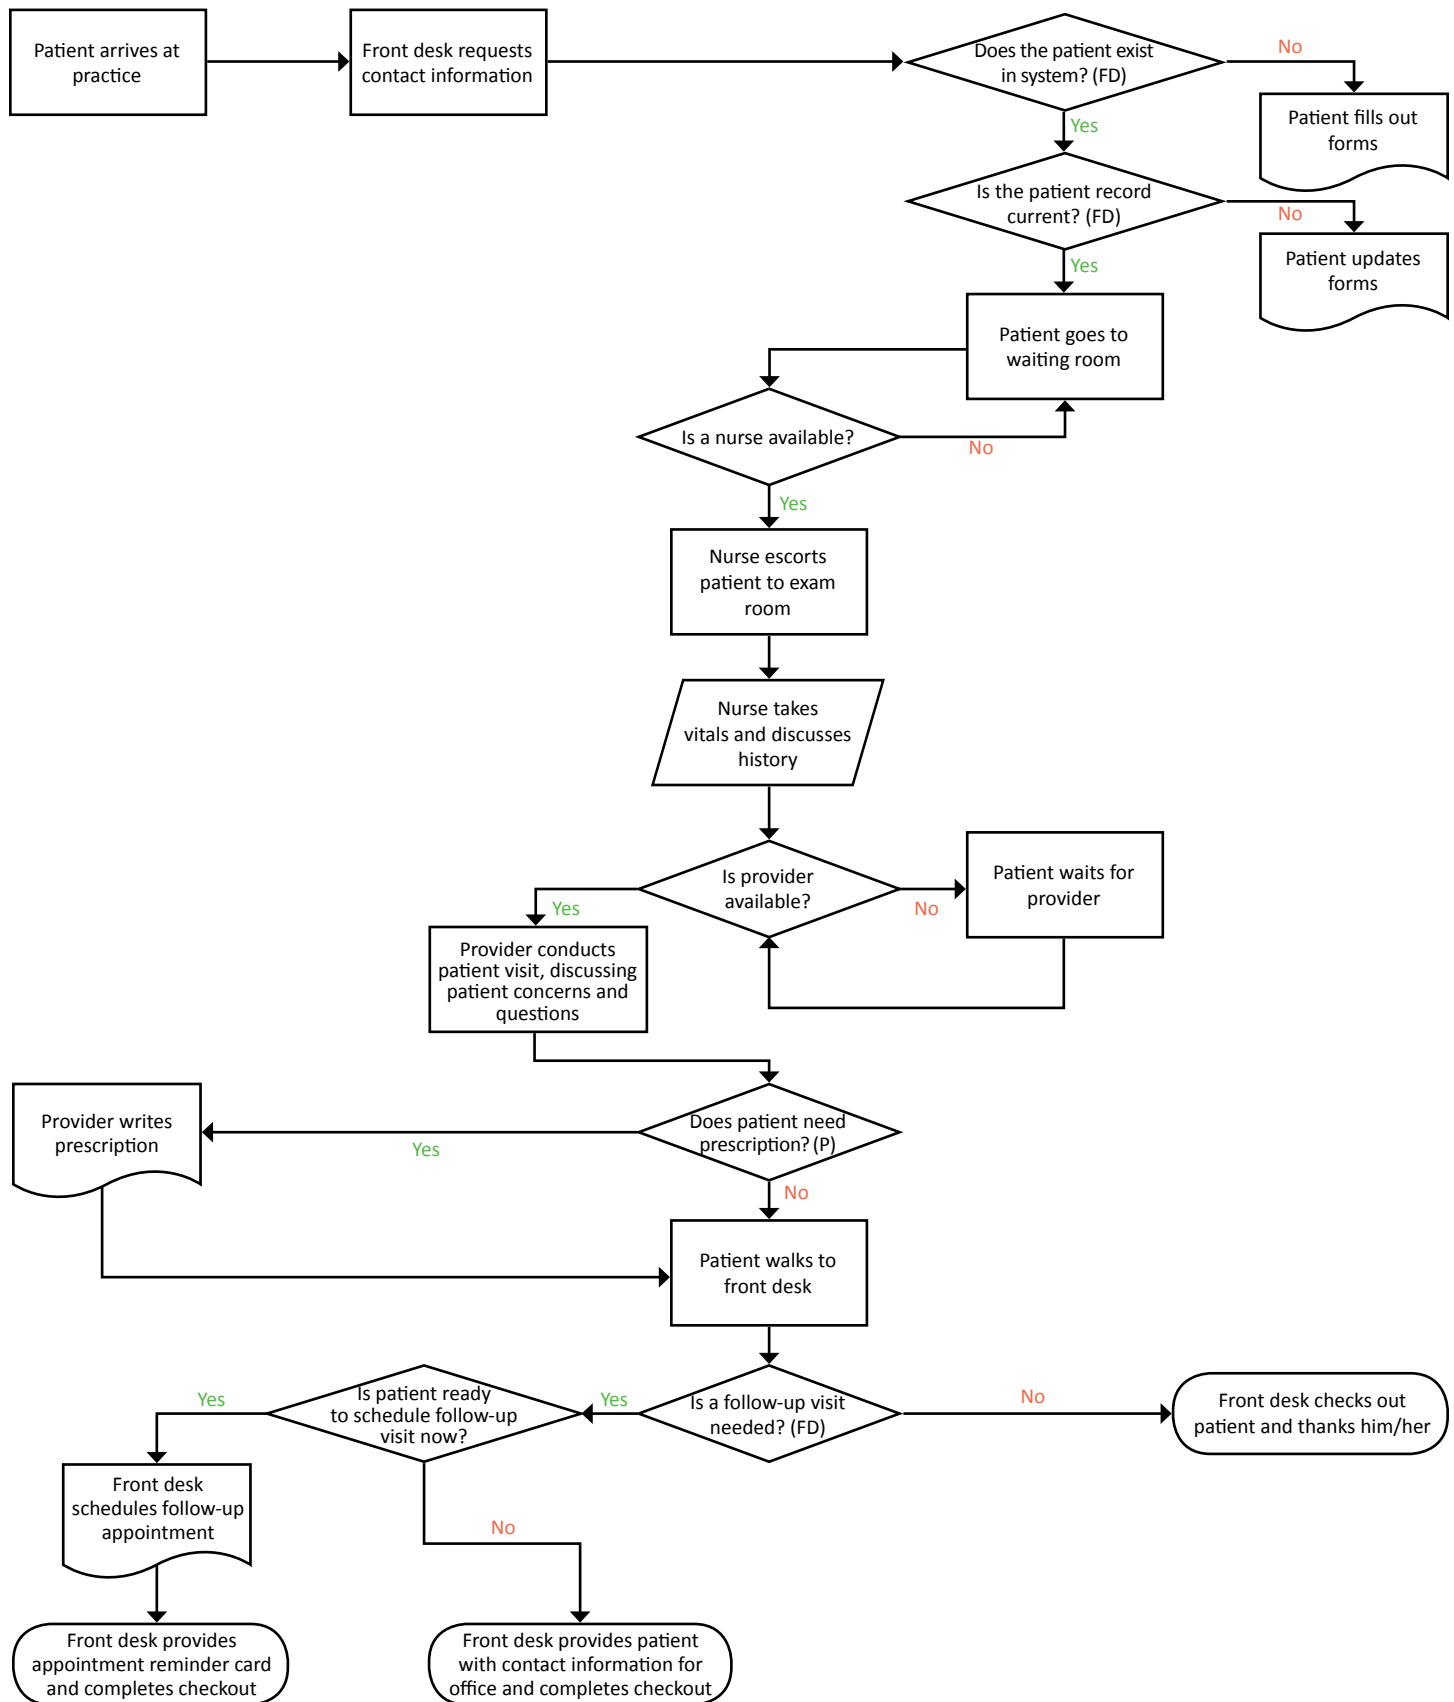 Patient arrives at
practice
Front desk requests
contact information
Does the patient exist
in system? (FD)
No
Patient fills out
forms
Yes
Is the patient record
current? (FD)
No
Patient updates
forms
Yes
Patient goes to
waiting room
Is a nurse available?
No
Yes
Nurse escorts
patient to exam
room
Nurse takes
vitals and discusses
history
Is provider
available?
No
Patient waits for
provider
Yes
Provider conducts
patient visit, discussing
patient concerns and
questions
Does patient need
prescription? (P)
Yes
Provider writes
prescription
No
Patient walks to
front desk
Is a follow-up visit
needed? (FD)
No
Front desk checks out
patient and thanks him/her
Yes
Is patient ready
to schedule follow-up
visit now?
Yes
Front desk
schedules follow-up
appointment
No
Front desk provides
appointment reminder card
and completes checkout
Front desk provides patient
with contact information for
office and completes checkout